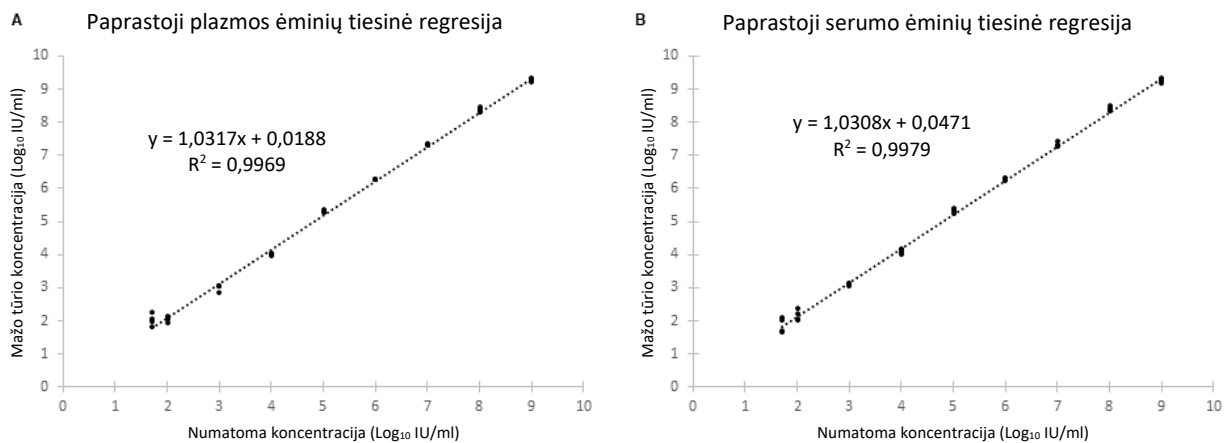 A
Paprastoji plazmos ėminių tiesinė regresija
10
9
8
7
6
5
4
3
2
1
0
Mažo tūrio koncentracija (Log₁₀ IU/ml)
y = 1,0317x + 0,0188
R² = 0,9969
0 1 2 3 4 5 6 7 8 9 10
Numatoma koncentracija (Log₁₀ IU/ml)
B
Paprastoji serumo ėminių tiesinė regresija
10
9
8
7
6
5
4
3
2
1
0
Mažo tūrio koncentracija (Log₁₀ IU/ml)
y = 1,0308x + 0,0471
R² = 0,9979
0 1 2 3 4 5 6 7 8 9 10
Numatoma koncentracija (Log₁₀ IU/ml)